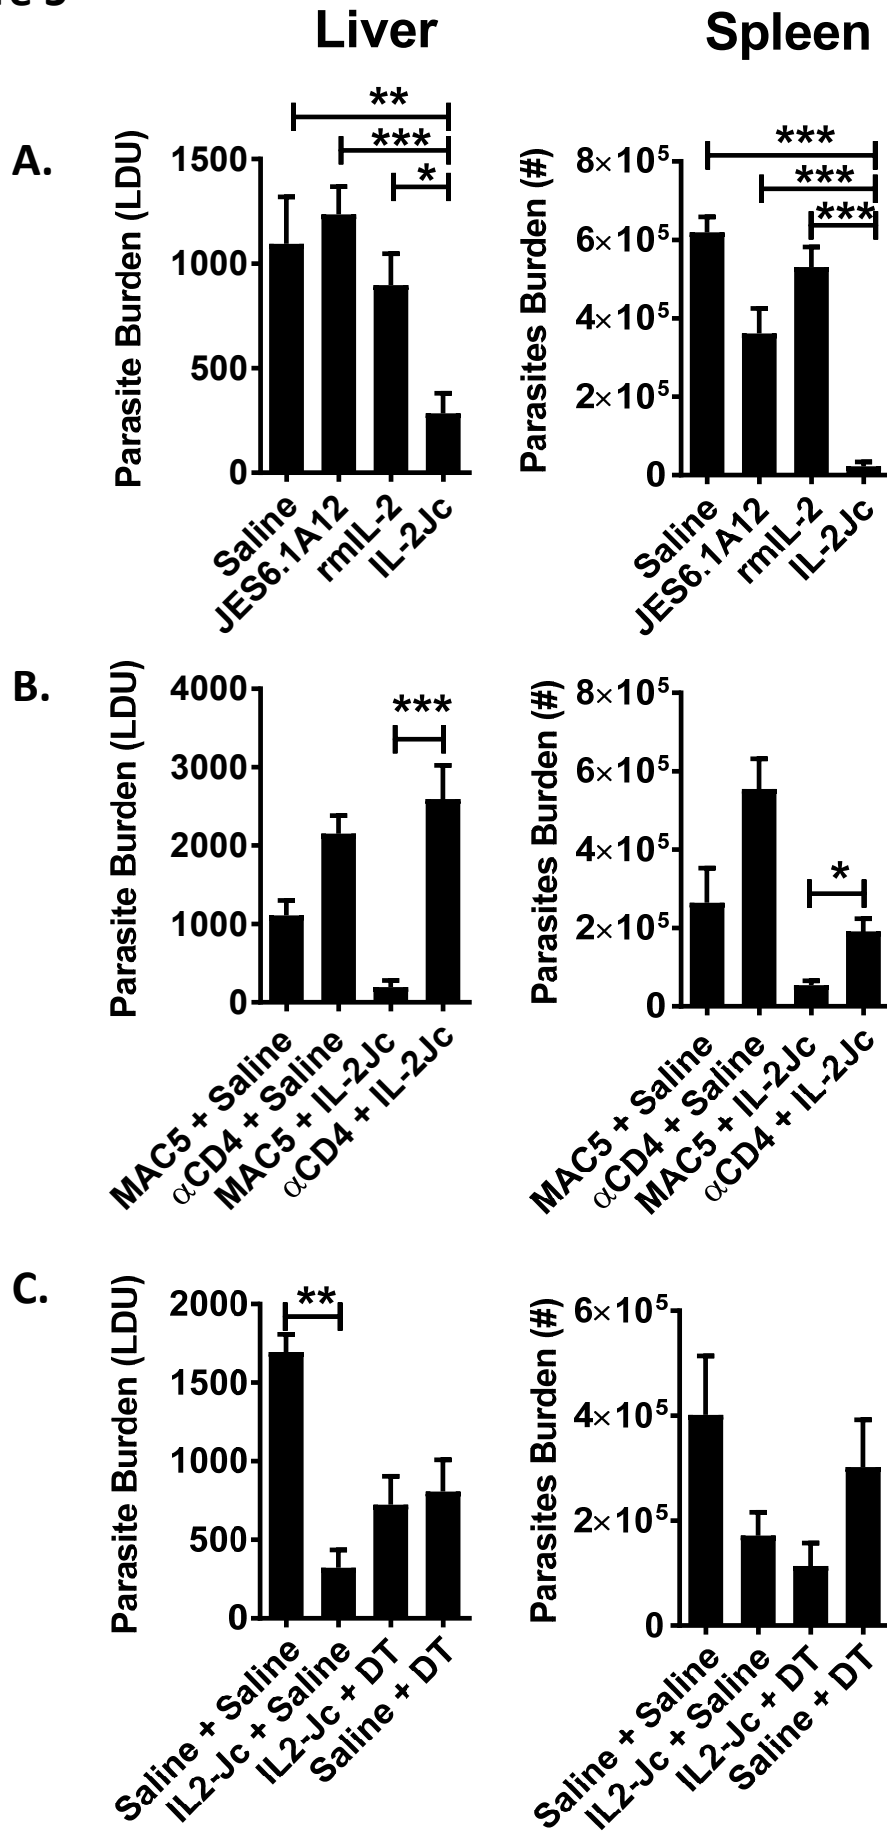 Liver
Spleen
A.
Parasite Burden (LDU)
1500
1000
500
0
**
***
*
Saline
JES6.1A12
rmIL-2
IL-2Jc
Parasites Burden (#)
8×10⁵
6×10⁵
4×10⁵
2×10⁵
0
***
***
***
Saline
JES6.1A12
rmIL-2
IL-2Jc
B.
Parasite Burden (LDU)
4000
3000
2000
1000
0
***
MAC5 + Saline
αCD4 + Saline
MAC5 + IL-2Jc
αCD4 + IL-2Jc
Parasites Burden (#)
8×10⁵
6×10⁵
4×10⁵
2×10⁵
0
*
MAC5 + Saline
αCD4 + Saline
MAC5 + IL-2Jc
αCD4 + IL-2Jc
C.
Parasite Burden (LDU)
2000
1500
1000
500
0
**
Saline + Saline
IL2-Jc + Saline
IL2-Jc + DT
Saline + DT
Parasites Burden (#)
6×10⁵
4×10⁵
2×10⁵
0
Saline + Saline
IL2-Jc + Saline
IL2-Jc + DT
Saline + DT